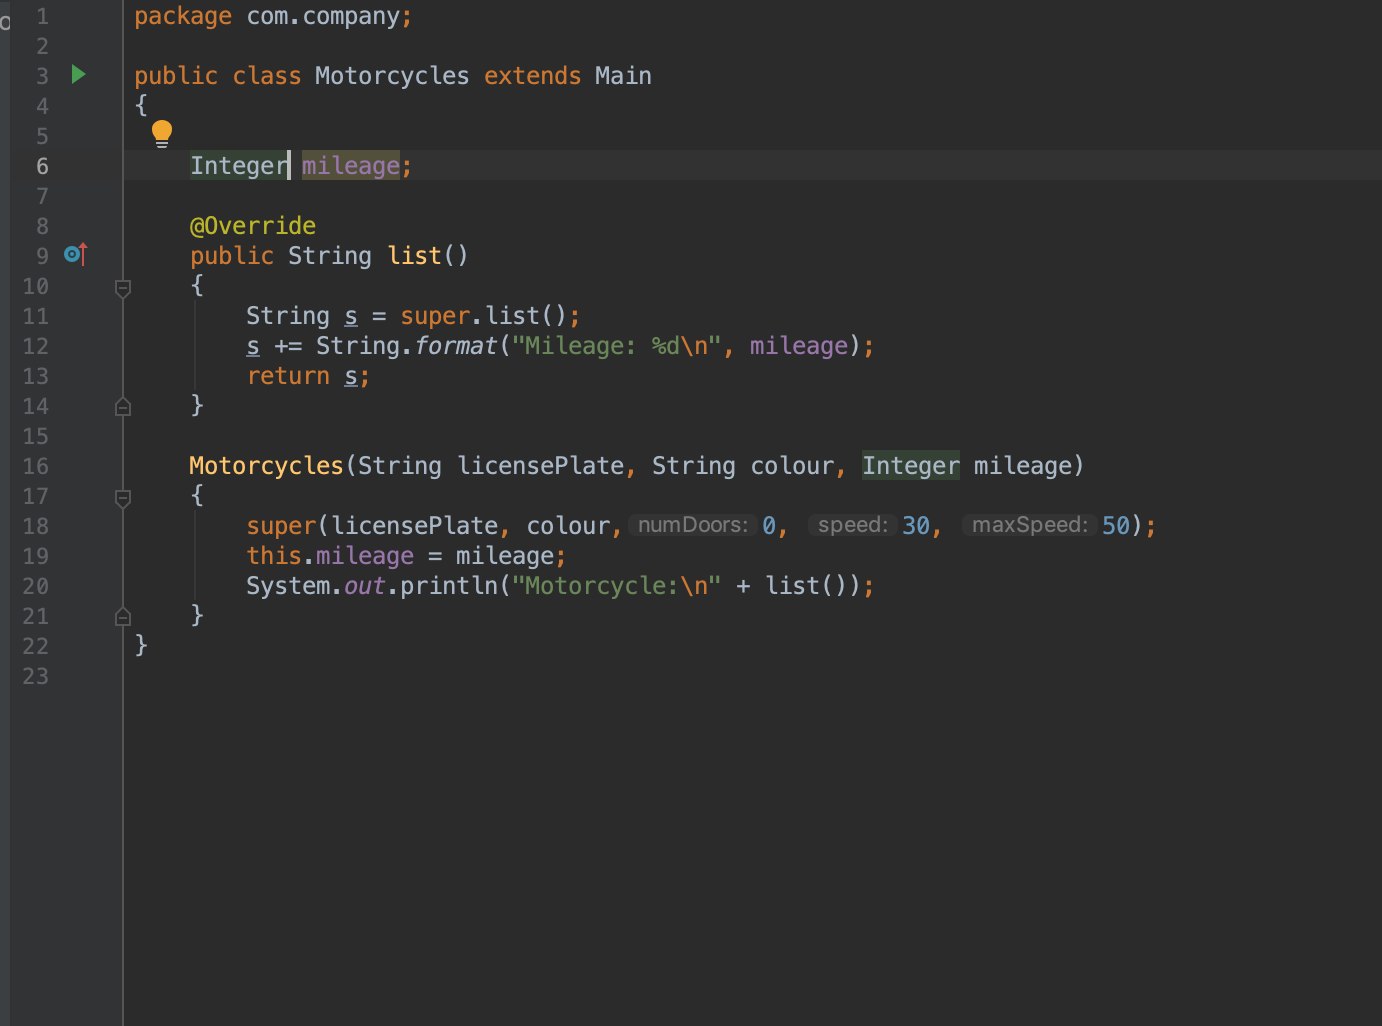 1 package com.company;
2
3 public class Motorcycles extends Main
4 {
5
6 Integer mileage;
7
8 @Override
9 public String list()
10 {
11 String s = super.list();
12 s += String.format("Mileage: %d\n", mileage);
13 return s;
14 }
15
16 Motorcycles(String licensePlate, String colour, Integer mileage)
17 {
18 super(licensePlate, colour, numDoors: 0, speed: 30, maxSpeed: 50);
19 this.mileage = mileage;
20 System.out.println("Motorcycle:\n" + list());
21 }
22 }
23